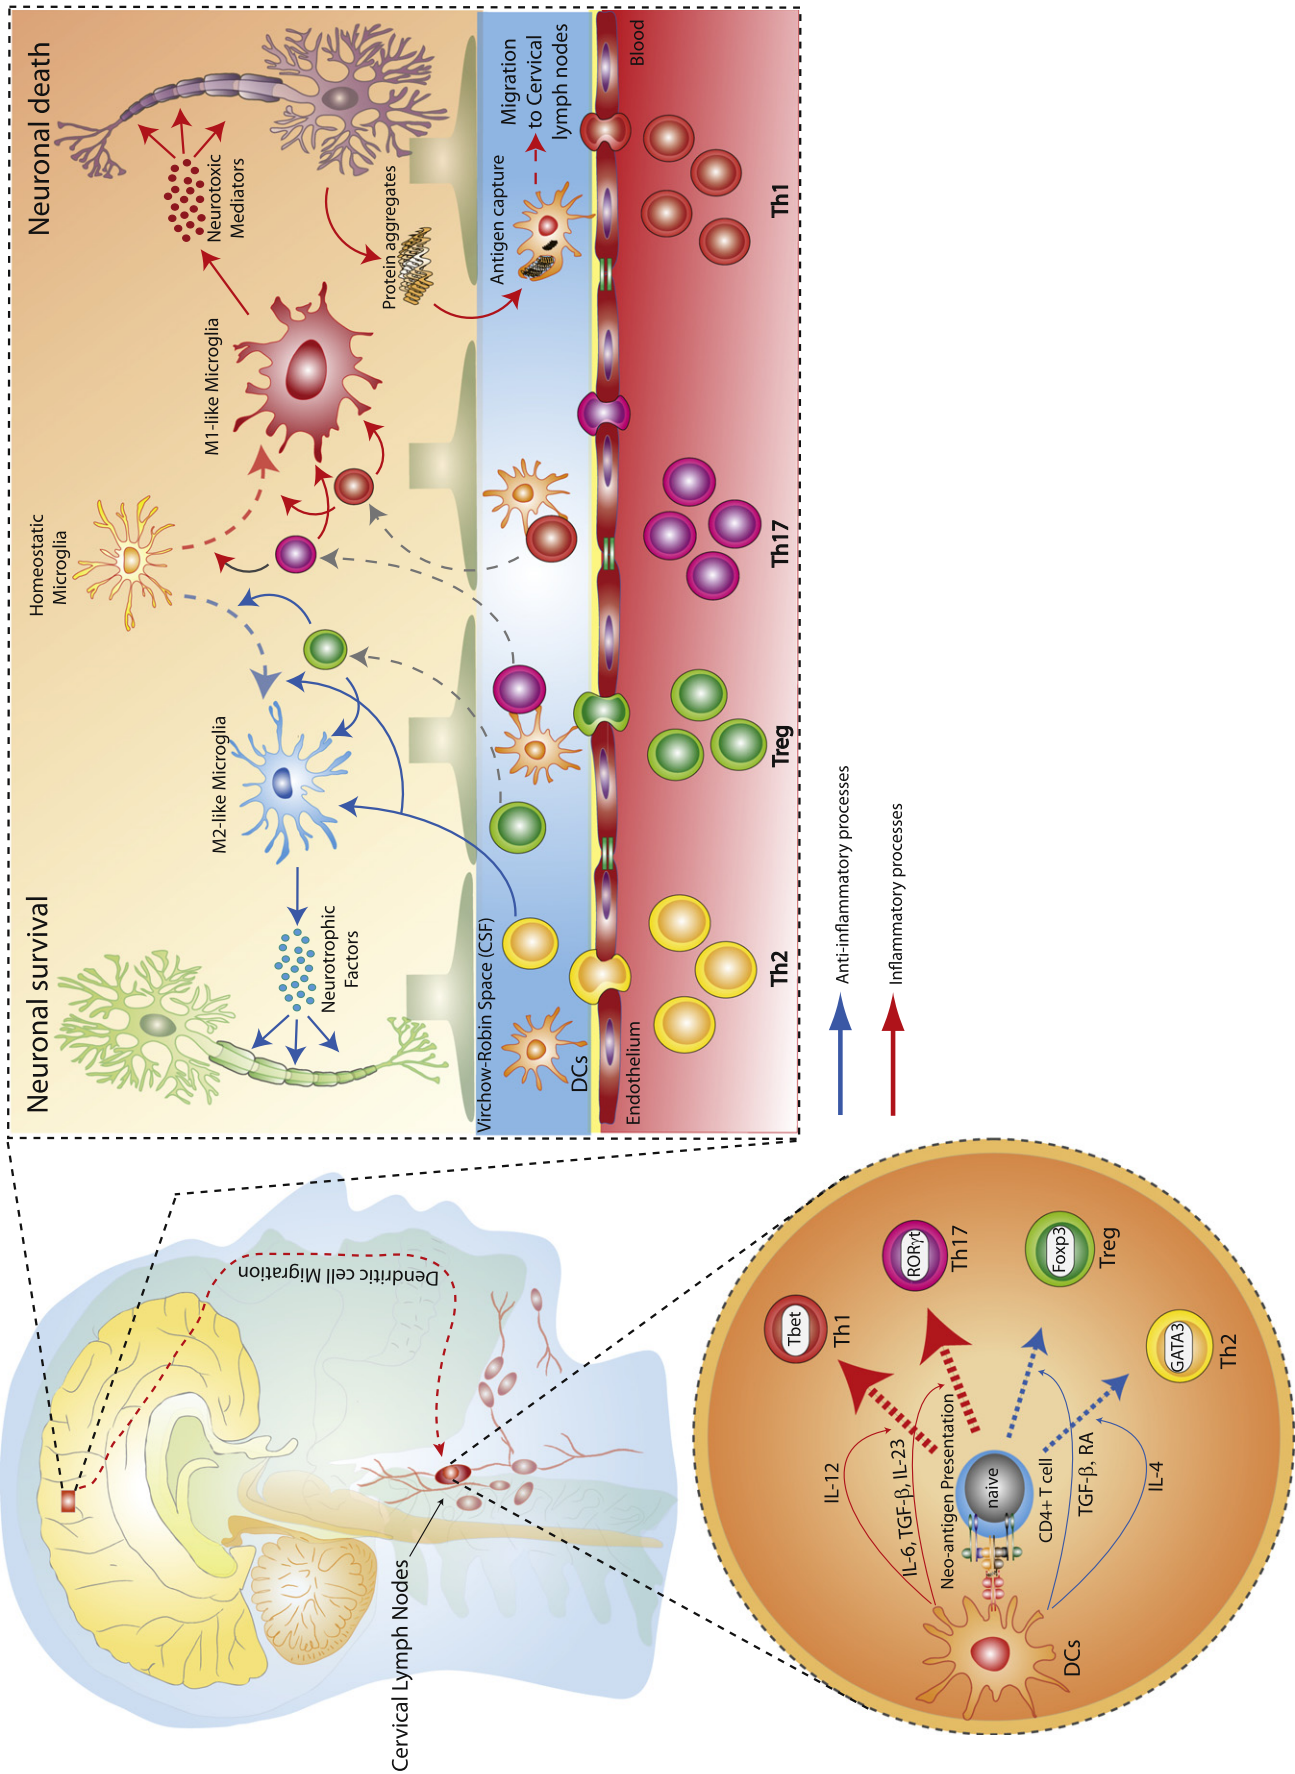 Neuronal survival
Neuronal death
Homeostatic
Microglia
M2-like Microglia
M1-like Microglia
Neurotrophic
Factors
Neurotoxic
Mediators
Protein aggregates
Virchow-Robin Space (CSF)
Antigen capture
Migration
to Cervical
lymph nodes
DCs
Endothelium
Blood
Th2
Treg
Th17
Th1
Anti-inflammatory processes
Inflammatory processes
Dendritic cell Migration
Cervical Lymph Nodes
IL-12
IL-6, TGF-β, IL-23
Neo-antigen Presentation
naive
CD4+ T cell
TGF-β, RA
IL-4
DCs
Tbet
Th1
RORγt
Th17
Foxp3
Treg
GATA3
Th2